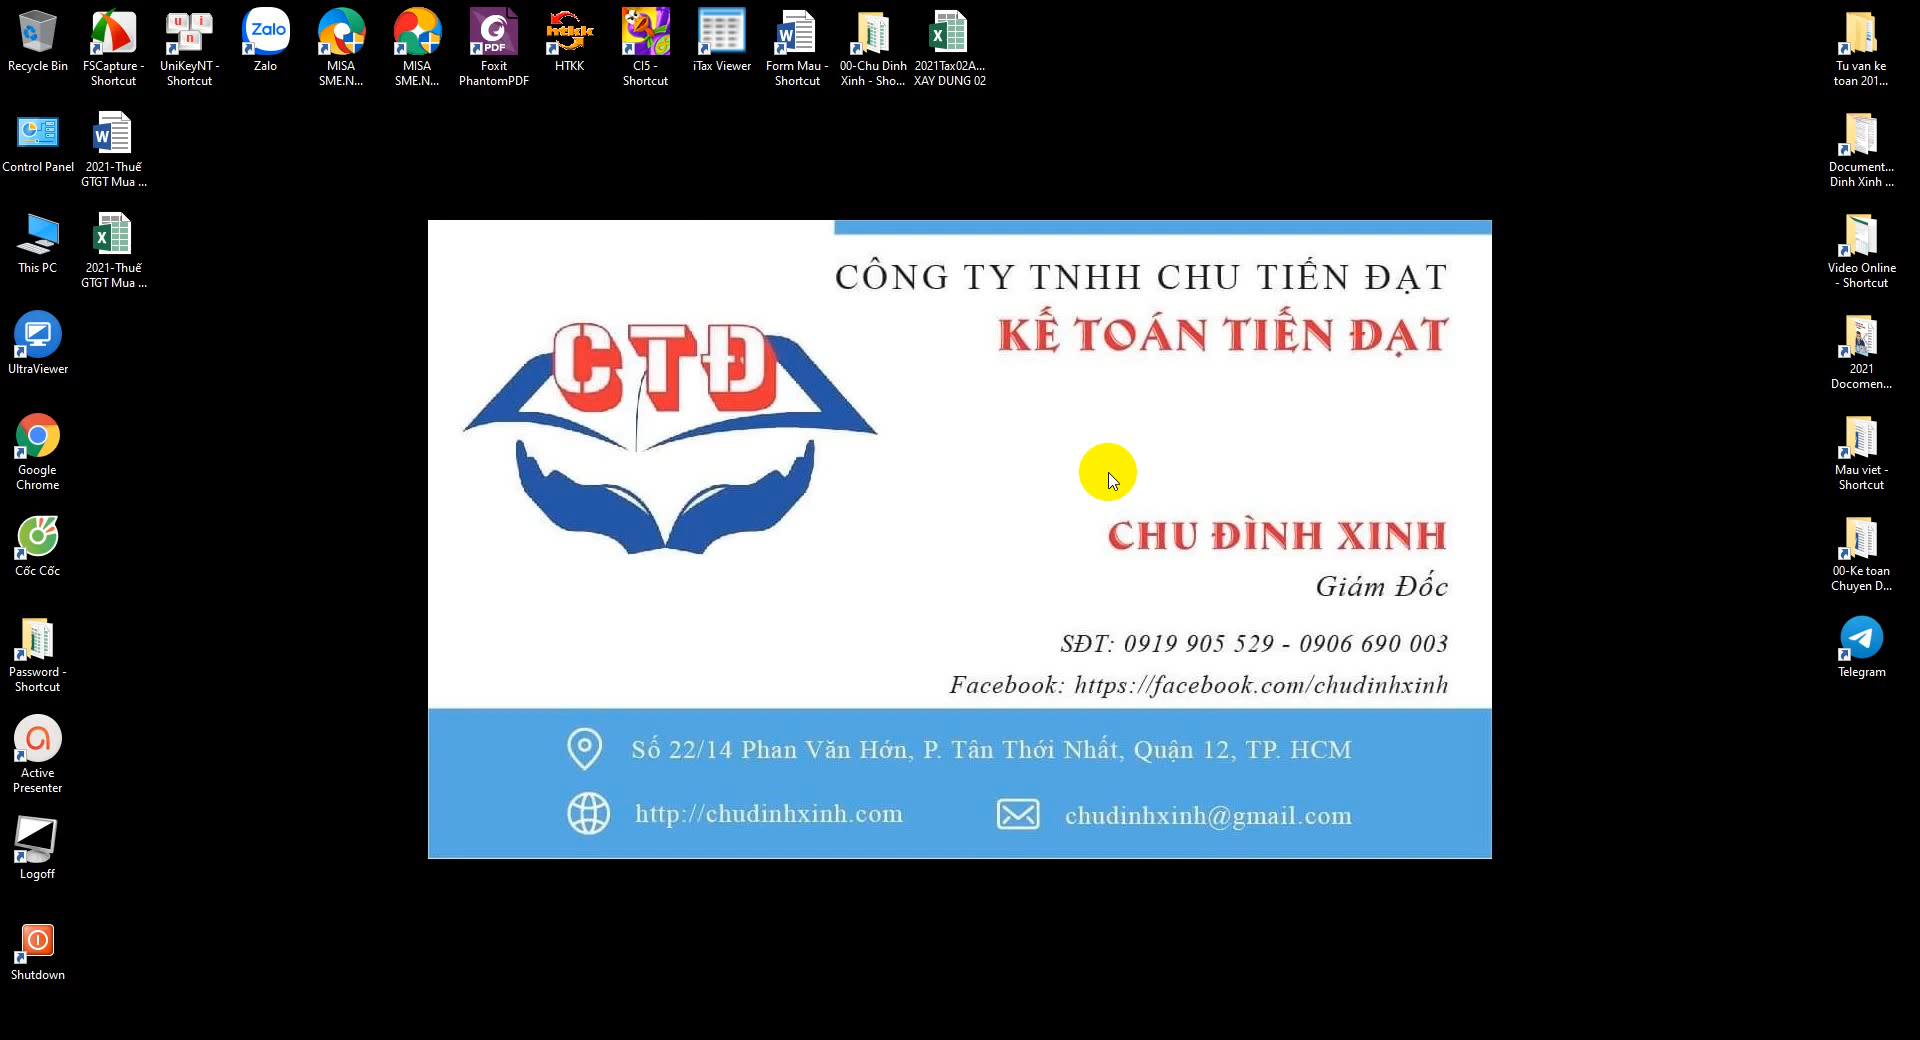 Recycle Bin
FSCapture -
Shortcut
UniKeyNT -
Shortcut
Zalo
Zalo
MISA
SME.N...
MISA
SME.N...
PDF
Foxit
PhantomPDF
htkk
HTKK
CI5 -
Shortcut
iTax Viewer
Form Mau -
Shortcut
00-Chu Dinh
Xinh - Sho...
2021Tax02A...
XAY DUNG 02
Tu van ke
toan 201...
Control Panel
2021-Thuế
GTGT Mua ...
Document...
Dinh Xinh ...
This PC
2021-Thuế
GTGT Mua ...
Video Online
- Shortcut
UltraViewer
2021
Documen...
Google
Chrome
Mau viet -
Shortcut
Cốc Cốc
00-Ke toan
Chuyen D...
Password -
Shortcut
Telegram
Active
Presenter
Logoff
Shutdown
CÔNG TY TNHH CHU TIẾN ĐẠT
KẾ TOÁN TIẾN ĐẠT
CTĐ
CHU ĐÌNH XINH
Giám Đốc
SĐT: 0919 905 529 - 0906 690 003
Facebook: https://facebook.com/chudinhxinh
Số 22/14 Phan Văn Hớn, P. Tân Thới Nhất, Quận 12, TP. HCM
http://chudinhxinh.com
chudinhxinh@gmail.com